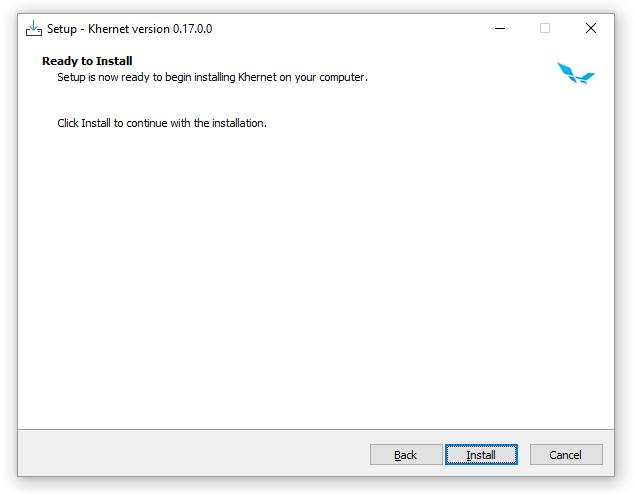 Setup - Khernet version 0.17.0.0
Ready to Install
Setup is now ready to begin installing Khernet on your computer.
Click Install to continue with the installation.
Back Install Cancel